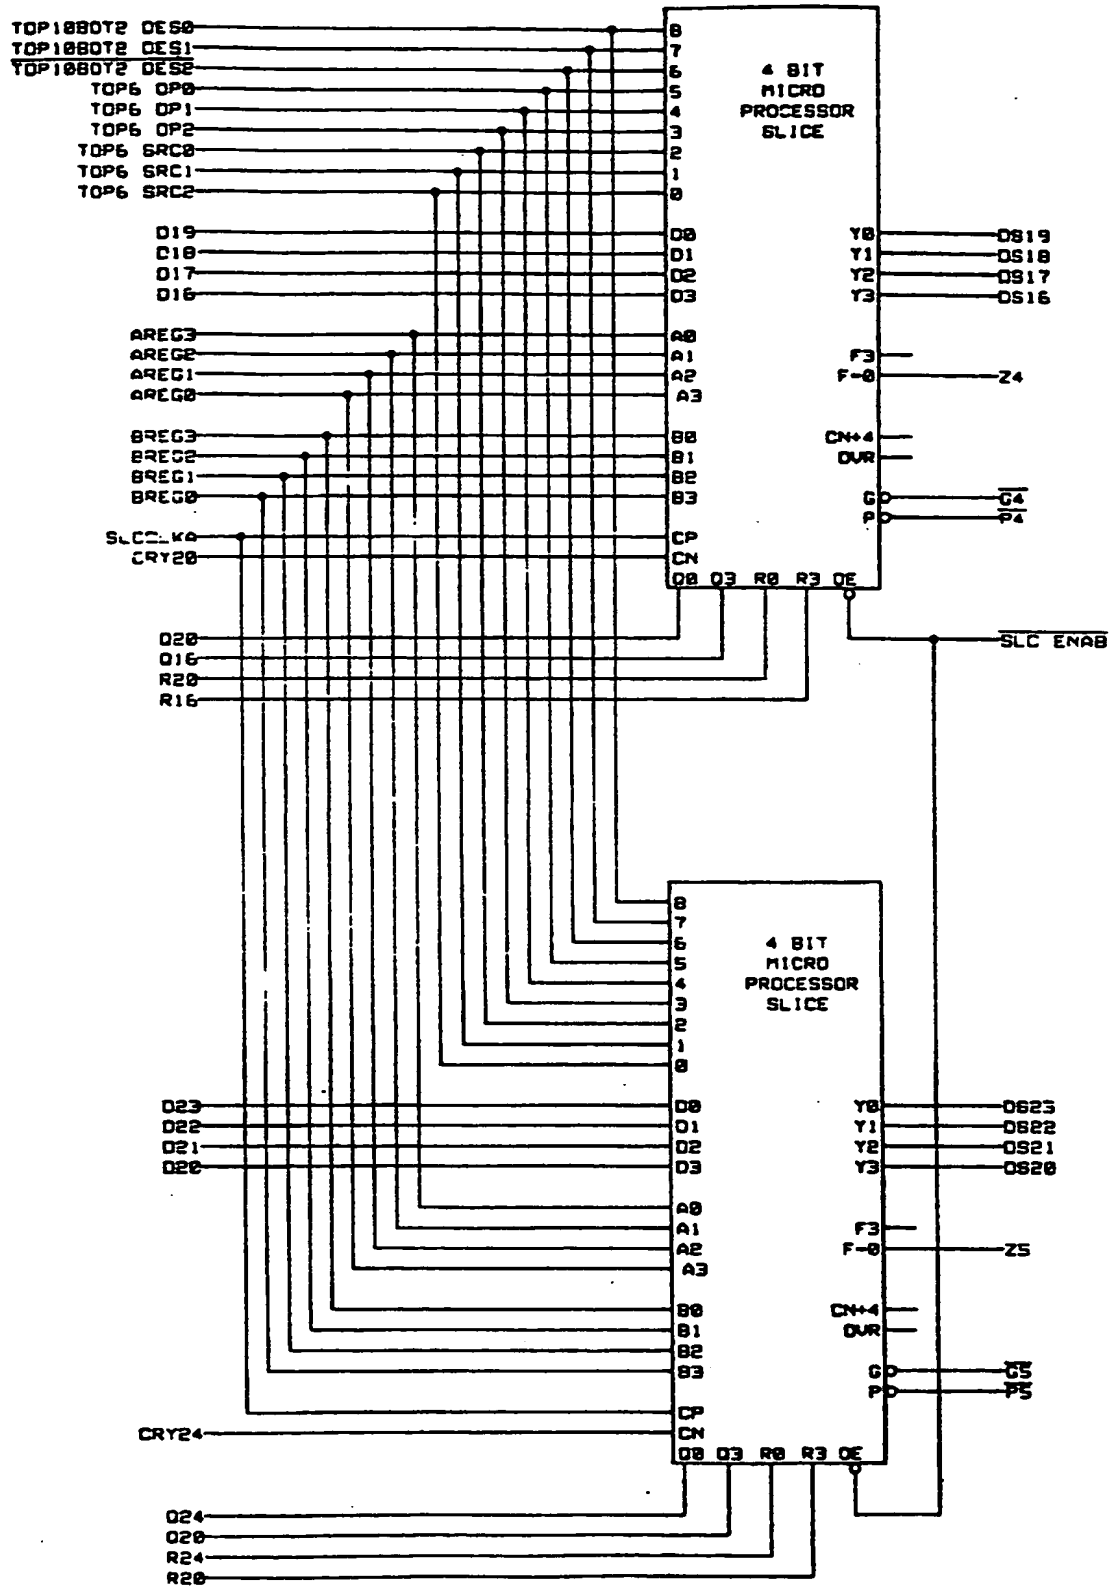 TOP10BOT2 DES0
TOP10BOT2 DES1
TOP10BOT2 DES2
TOP6 OP0
TOP6 OP1
TOP6 OP2
TOP6 SRC0
TOP6 SRC1
TOP6 SRC2
D19
D18
D17
D16
AREG3
AREG2
AREG1
AREG0
BREG3
BREG2
BREG1
BREG0
SLCCLKA
CRY20
Q20
Q16
R20
R16
8
7
6
5
4
3
2
1
0
D0
D1
D2
D3
A0
A1
A2
A3
B0
B1
B2
B3
CP
CN
4 BIT
MICRO
PROCESSOR
SLICE
Y0
Y1
Y2
Y3
F3
F=0
CN+4
OVR
G
P
Q0 Q3 R0 R3 OE
DS19
DS18
DS17
DS16
Z4
G4
P4
SLC ENAB
D23
D22
D21
D20
CRY24
Q24
Q20
R24
R20
8
7
6
5
4
3
2
1
0
D0
D1
D2
D3
A0
A1
A2
A3
B0
B1
B2
B3
CP
CN
4 BIT
MICRO
PROCESSOR
SLICE
Y0
Y1
Y2
Y3
F3
F=0
CN+4
OVR
G
P
Q0 Q3 R0 R3 OE
DS23
DS22
DS21
DS20
Z5
G5
P5